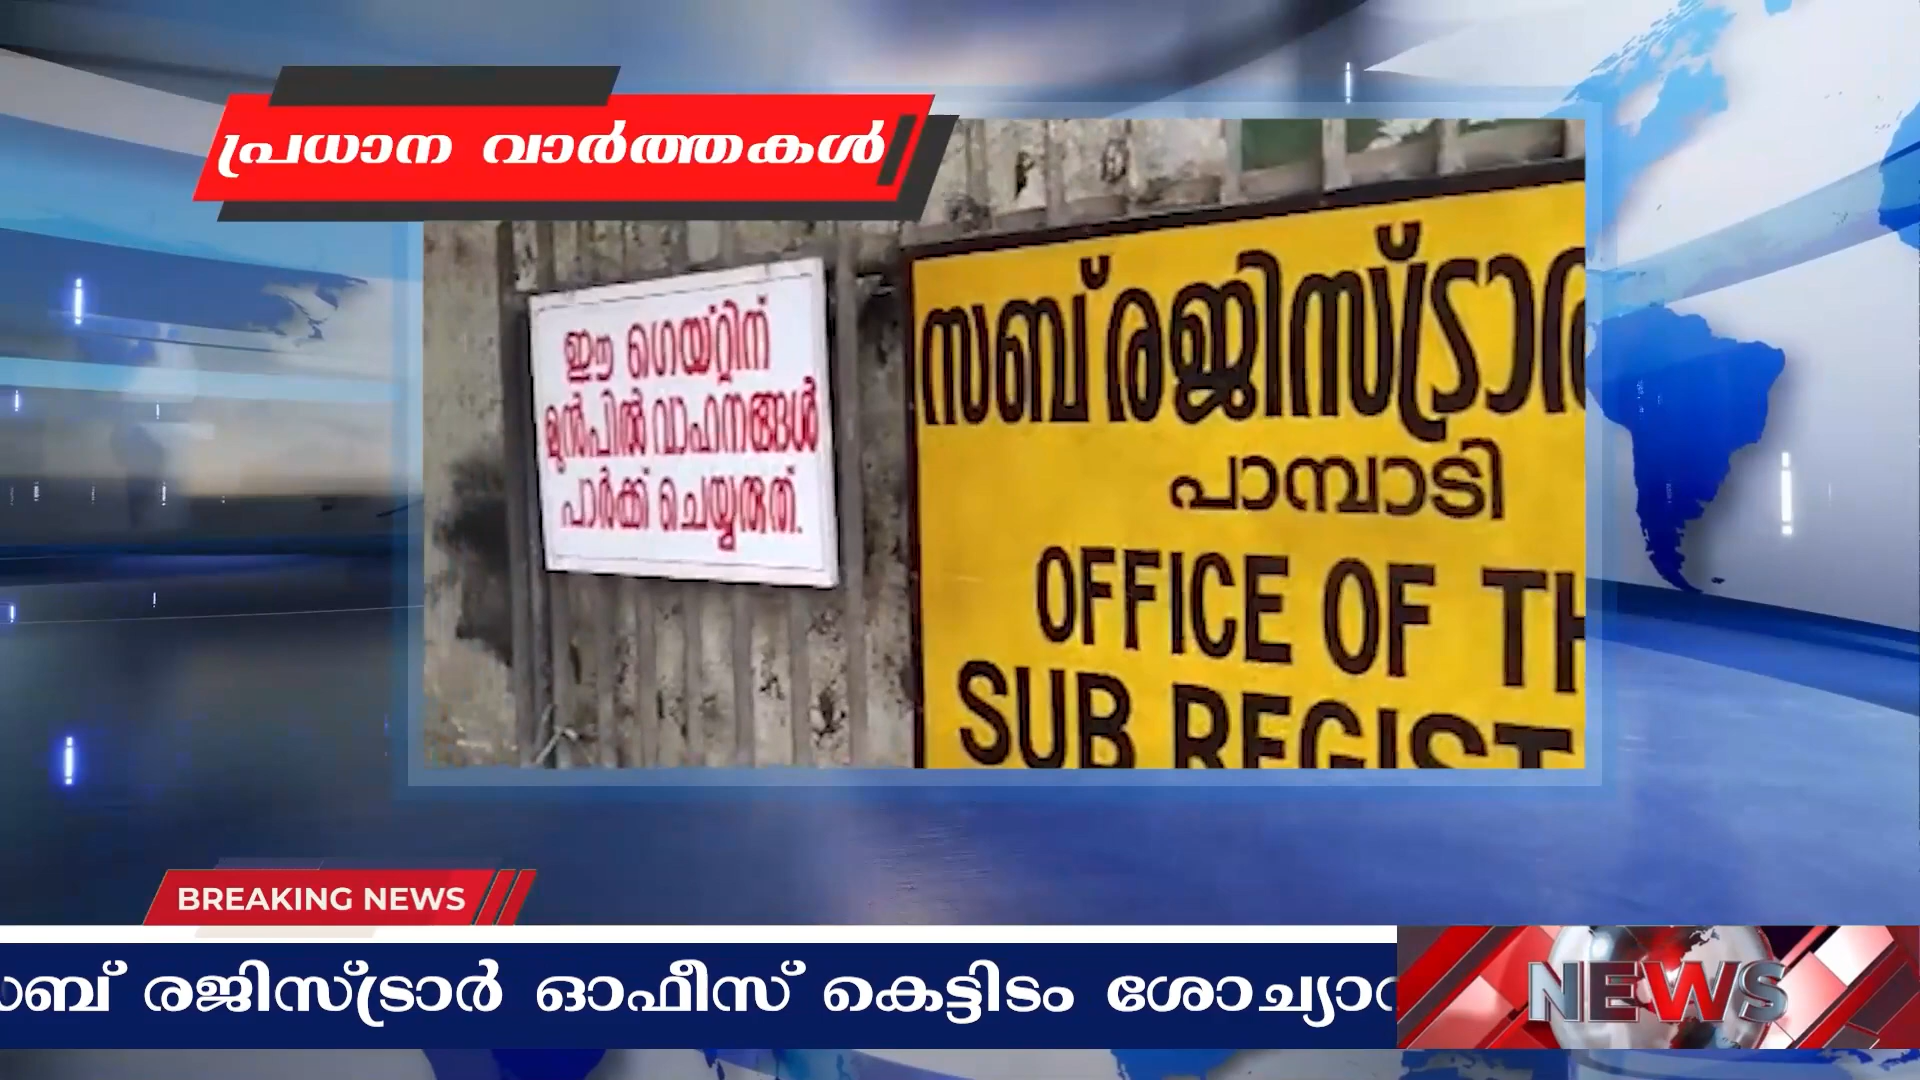 പ്രധാന വാർത്തകൾ
ഈ ഗെയ്റ്റിന്
മുൻപിൽ വാഹനങ്ങൾ
പാർക്ക് ചെയ്യരുത്.
സബ് രജിസ്ട്രാ
പാമ്പാടി
OFFICE OF TH
SUB REGIST
BREAKING NEWS
രജിസ്ട്രാർ ഓഫീസ് കെട്ടിടം
NEWS